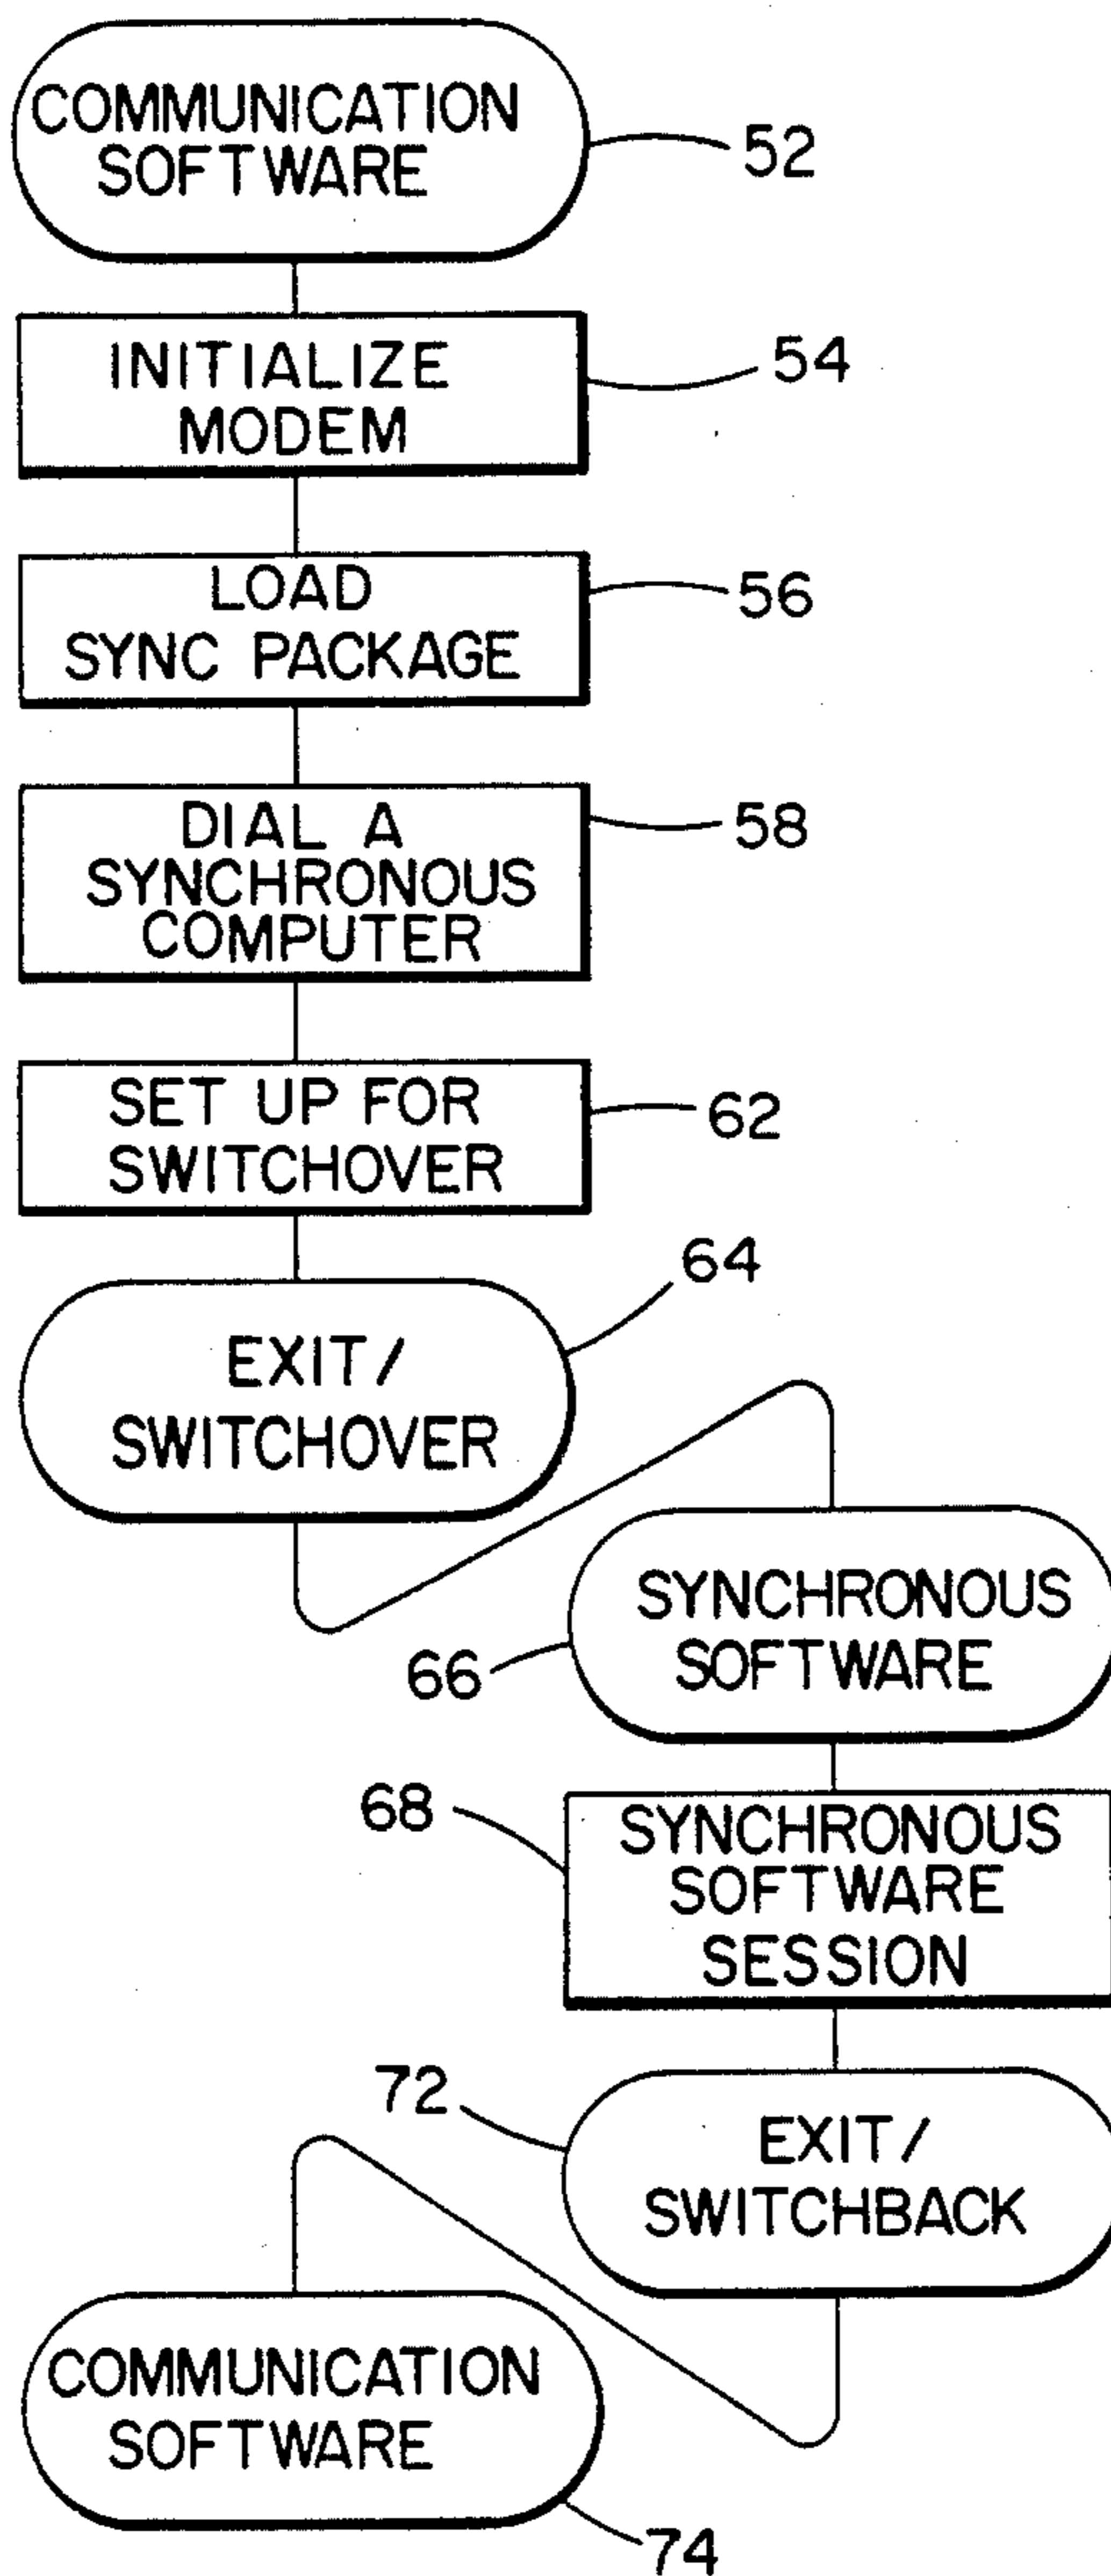 COMMUNICATION
SOFTWARE
52
INITIALIZE
MODEM
54
LOAD
SYNC PACKAGE
56
DIAL A
SYNCHRONOUS
COMPUTER
58
SET UP FOR
SWITCHOVER
62
EXIT/
SWITCHOVER
64
SYNCHRONOUS
SOFTWARE
66
SYNCHRONOUS
SOFTWARE
SESSION
68
EXIT/
SWITCHBACK
72
COMMUNICATION
SOFTWARE
74